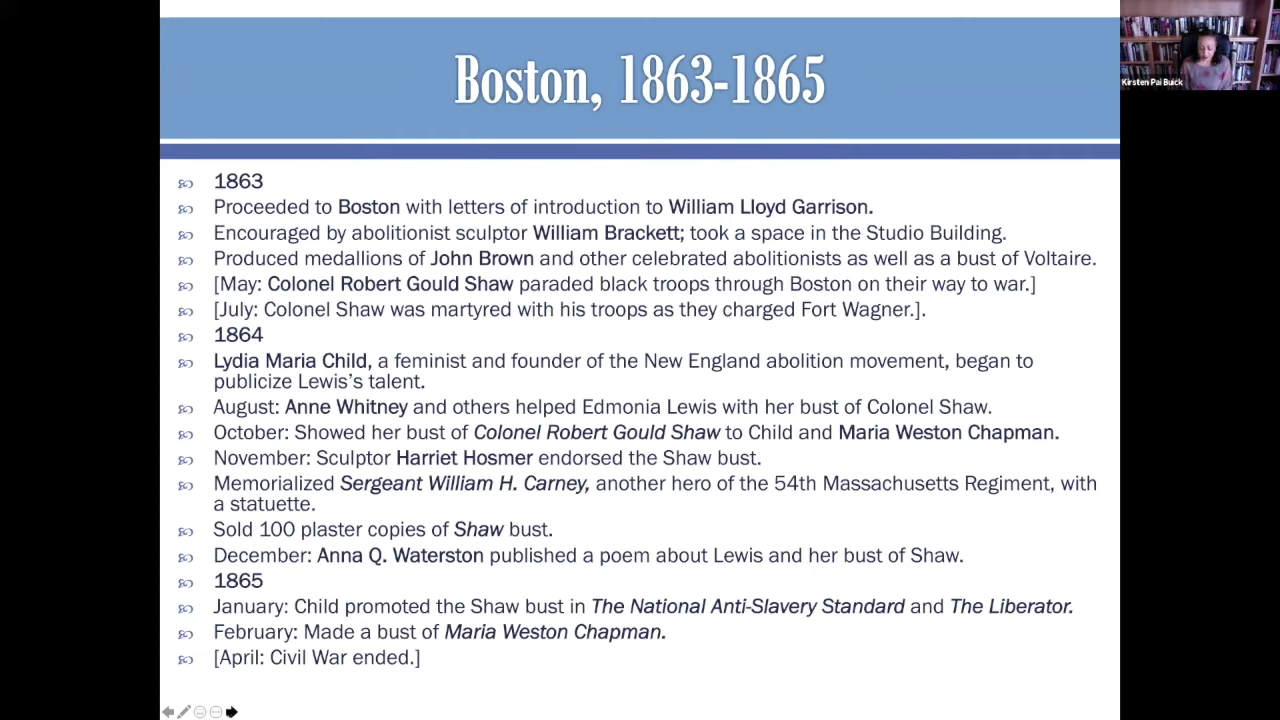 Boston, 1863-1865
Kirsten Pai Buick
1863
Proceeded to Boston with letters of introduction to William Lloyd Garrison.
Encouraged by abolitionist sculptor William Brackett; took a space in the Studio Building.
Produced medallions of John Brown and other celebrated abolitionists as well as a bust of Voltaire.
[May: Colonel Robert Gould Shaw paraded black troops through Boston on their way to war.]
[July: Colonel Shaw was martyred with his troops as they charged Fort Wagner.].
1864
Lydia Maria Child, a feminist and founder of the New England abolition movement, began to
publicize Lewis's talent.
August: Anne Whitney and others helped Edmonia Lewis with her bust of Colonel Shaw.
October: Showed her bust of Colonel Robert Gould Shaw to Child and Maria Weston Chapman.
November: Sculptor Harriet Hosmer endorsed the Shaw bust.
Memorialized Sergeant William H. Carney, another hero of the 54th Massachusetts Regiment, with
a statuette.
Sold 100 plaster copies of Shaw bust.
December: Anna Q. Waterston published a poem about Lewis and her bust of Shaw.
1865
January: Child promoted the Shaw bust in The National Anti-Slavery Standard and The Liberator.
February: Made a bust of Maria Weston Chapman.
[April: Civil War ended.]